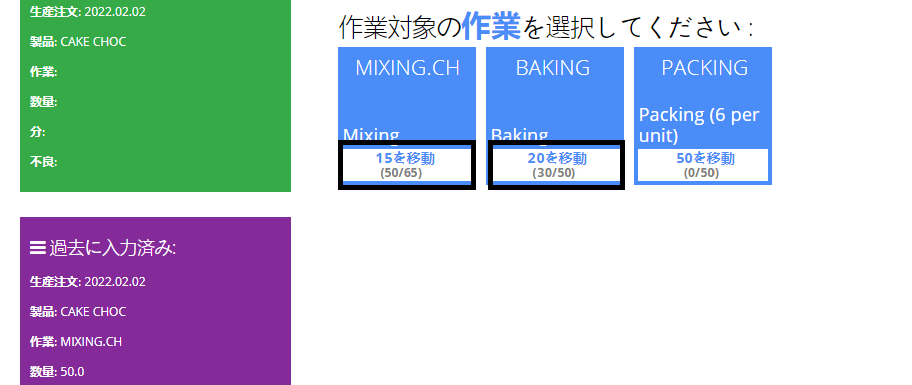 生産注文: 2022.02.02
製品: CAKE CHOC
作業:
数量:
分:
不良:
過去に入力済み:
生産注文: 2022.02.02
製品: CAKE CHOC
作業: MIXING.CH
数量: 50.0
作業対象の作業を選択してください :
MIXING.CH
Mixing
15を移動
(50/65)
BAKING
Baking
20を移動
(30/50)
PACKING
Packing (6 per
unit)
50を移動
(0/50)